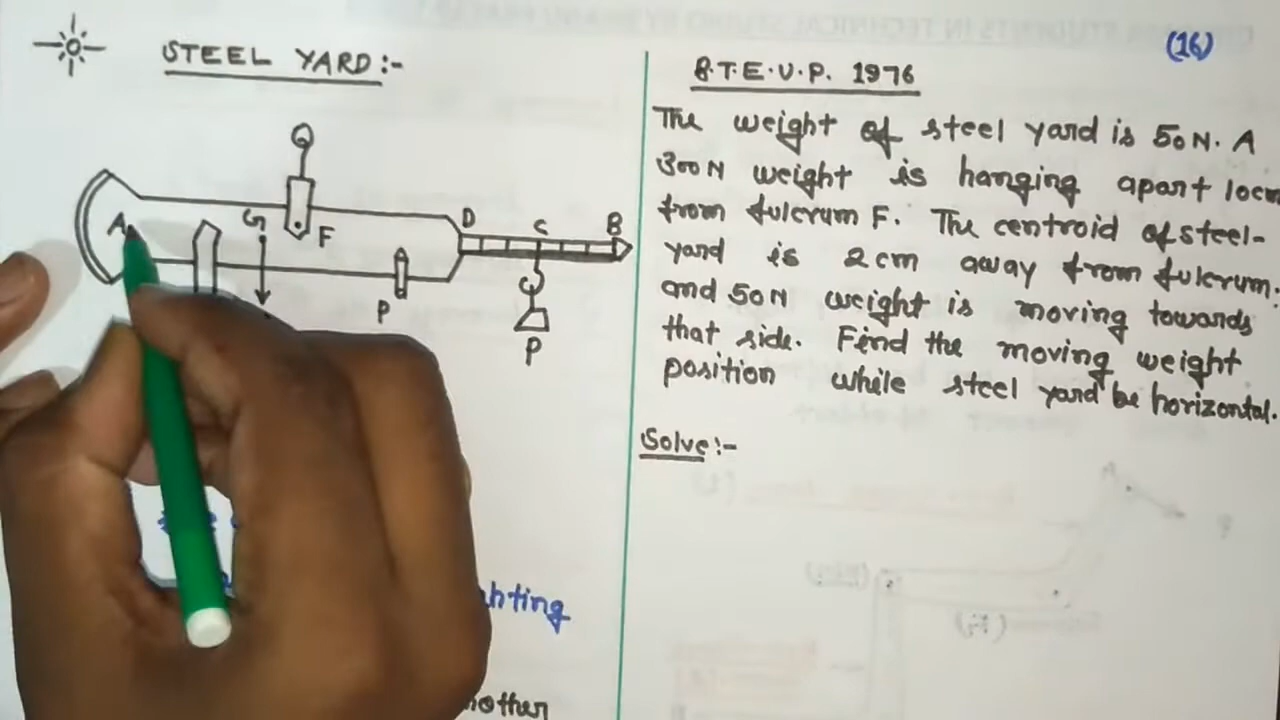 (16)
STEEL YARD:-
A
G
F
D
C
B
P
P
hting
nother
B.T.E.U.P. 1976
The weight of steel yard is 50N. A
300N weight is hanging apart 10cm
from fulcrum F. The centroid of steel-
yard is 2cm away from fulcrum.
and 50N weight is moving towards
that side. Find the moving weight
position while steel yard be horizontal.
Solve:-